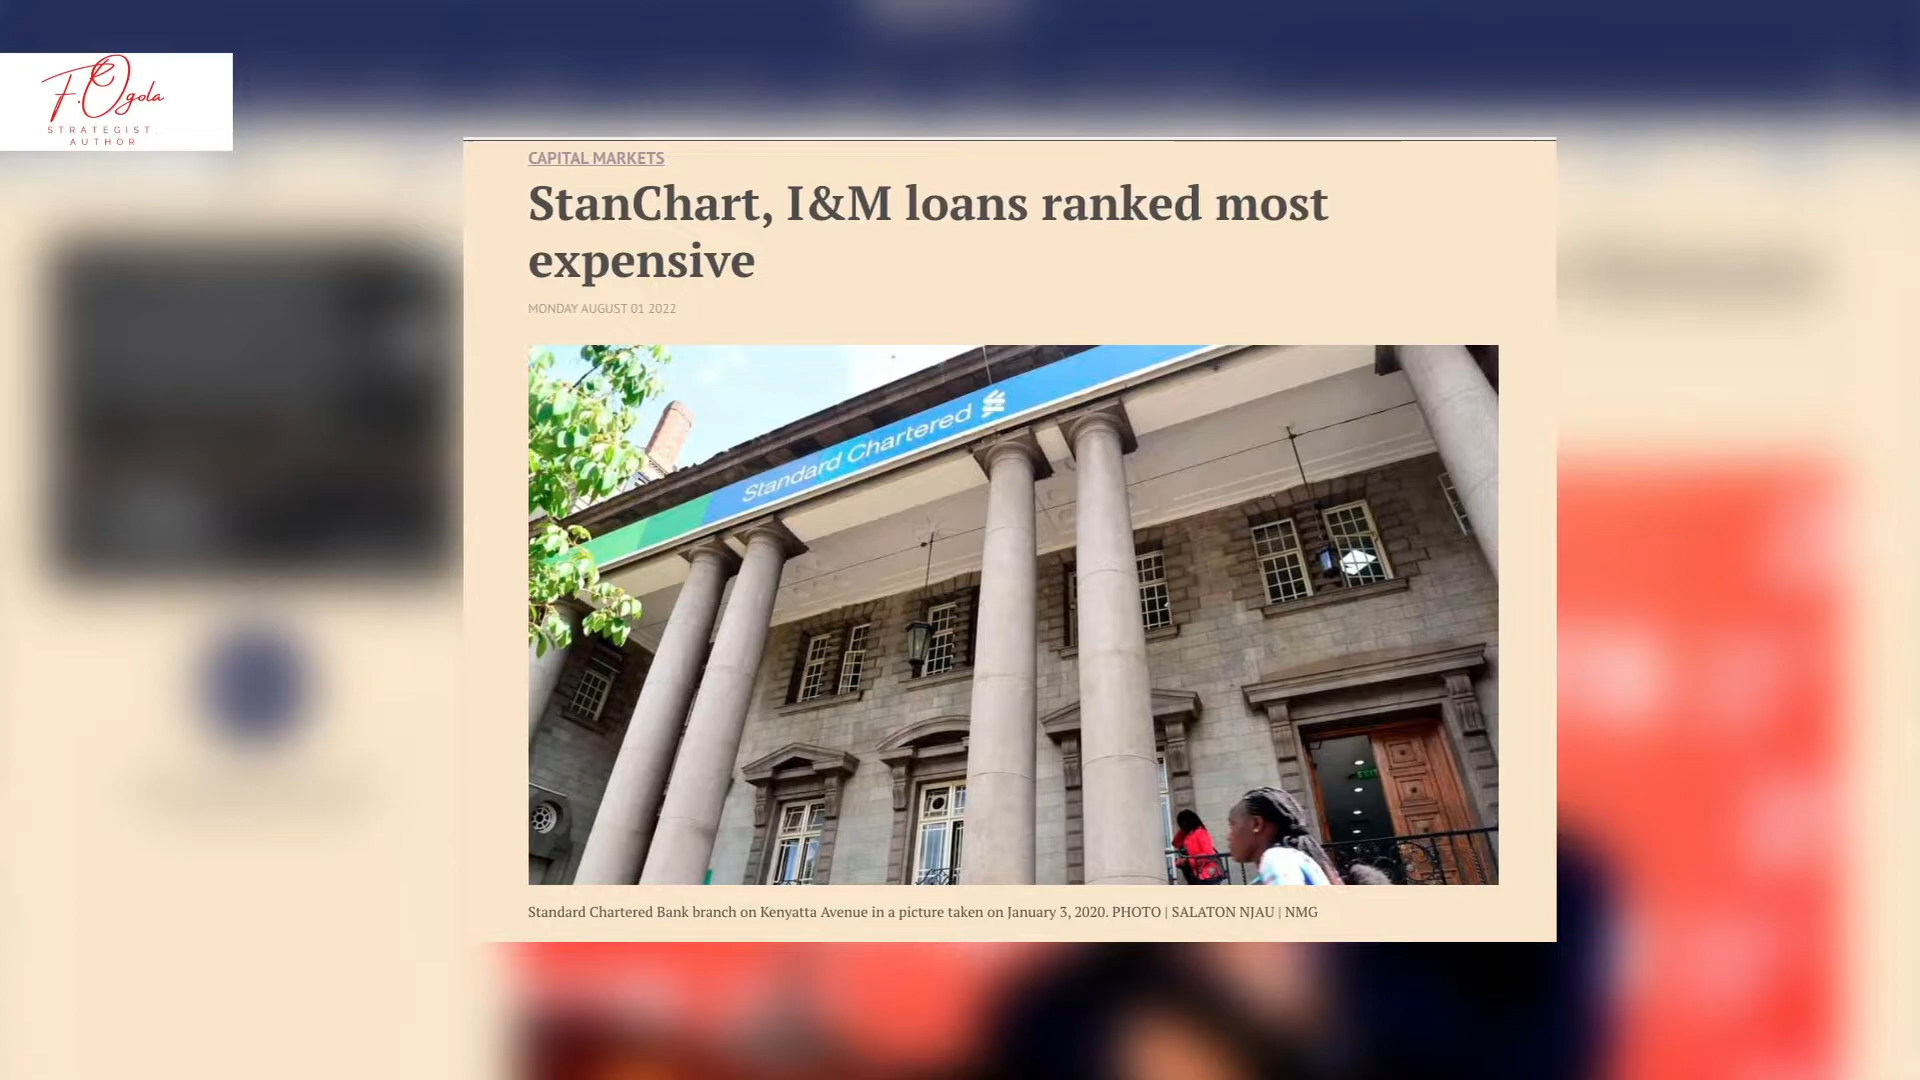 F.Ogola
STRATEGIST.
AUTHOR
CAPITAL MARKETS
StanChart, I&M loans ranked most
expensive
MONDAY AUGUST 01 2022
Standard Chartered
EXIT
Standard Chartered Bank branch on Kenyatta Avenue in a picture taken on January 3, 2020. PHOTO | SALATON NJAU | NMG